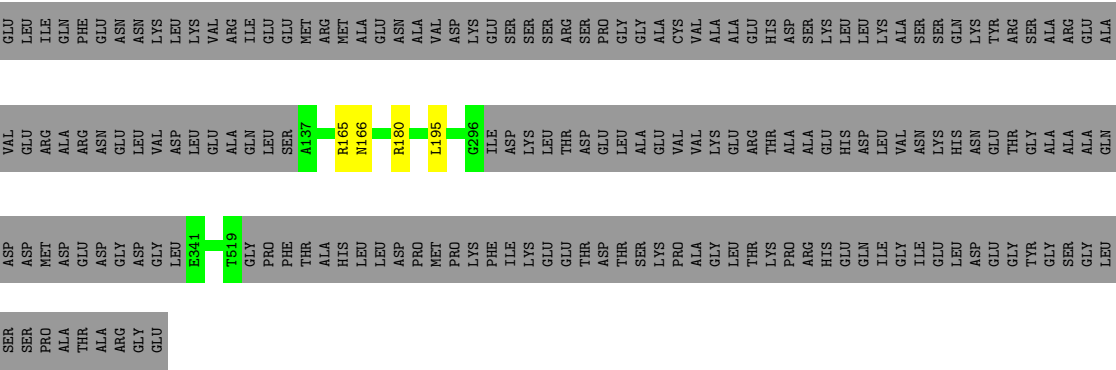 GLU LEU ILE GLN PHE GLU ASN ASN LYS LEU LEU LYS VAL ARG ILE GLU GLU MET ARG MET ALA GLU ASN ALA VAL ASP LYS GLU SER SER SER ARG SER PRO GLY GLY ALA CYS VAL ALA ALA GLU HIS ASP SER LYS LEU LEU LYS ALA SER SER GLN LYS TYR ARG SER ALA ARG GLU ALA
VAL GLU ARG ALA ARG ASN GLU LEU VAL ASP LEU GLU ALA GLN LEU SER A137 R165 N166 R180 L195 G296 ILE ASP LYS LEU THR ASP GLU LEU ALA GLU VAL VAL LYS GLU ARG THR ALA ALA GLU HIS ASP LEU VAL ASN LYS HIS ASN GLU THR GLY ALA ALA ALA GLN
ASP ASP MET ASP GLU ASP GLY ASP GLY LEU E341 T519 GLY PRO PHE THR ALA HIS LEU LEU ASP PRO MET PRO LYS PHE ILE LYS GLU GLU THR ASP THR SER LYS PRO ALA GLY LEU THR LYS PRO ARG HIS GLU GLN ILE GLY ILE GLU LEU ASP GLU GLY TYR GLY SER GLY LEU
SER SER PRO ALA THR ALA ARG GLY GLU